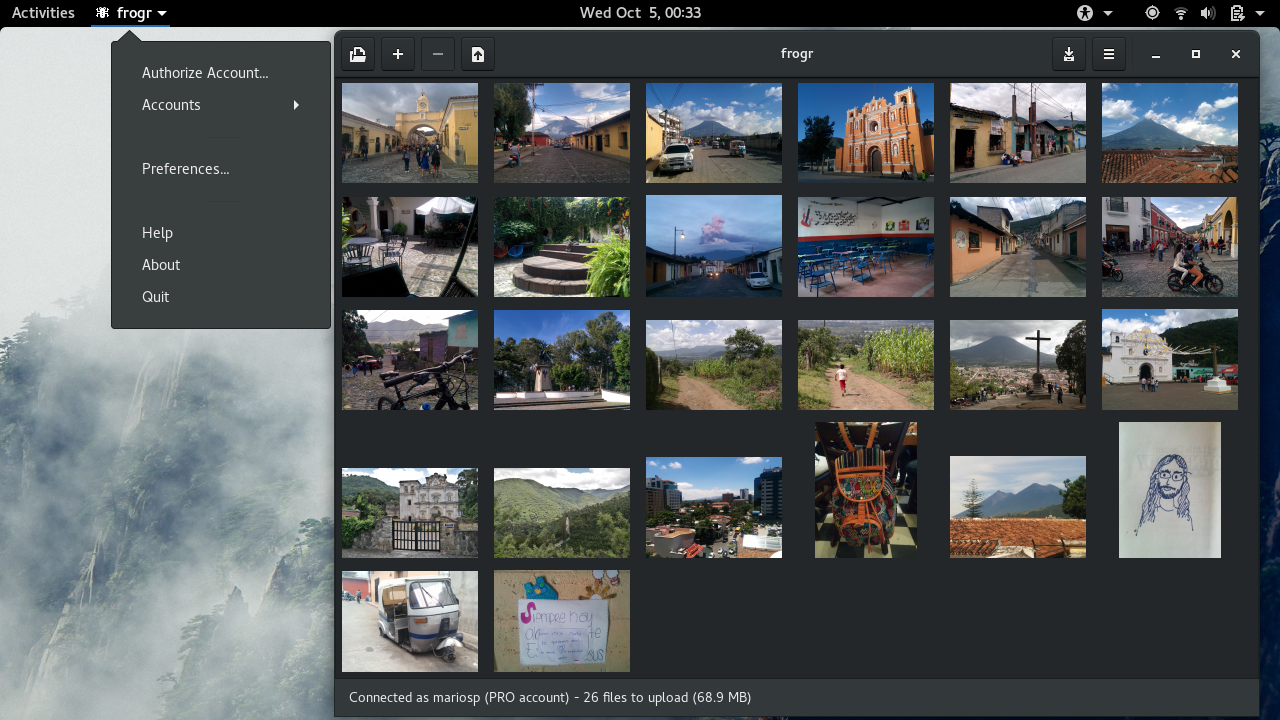 Activities
frogr
Wed Oct 5, 00:33
Authorize Account...
Accounts
Preferences...
Help
About
Quit
frogr
Siempre hay
Connected as mariosp (PRO account) - 26 files to upload (68.9 MB)